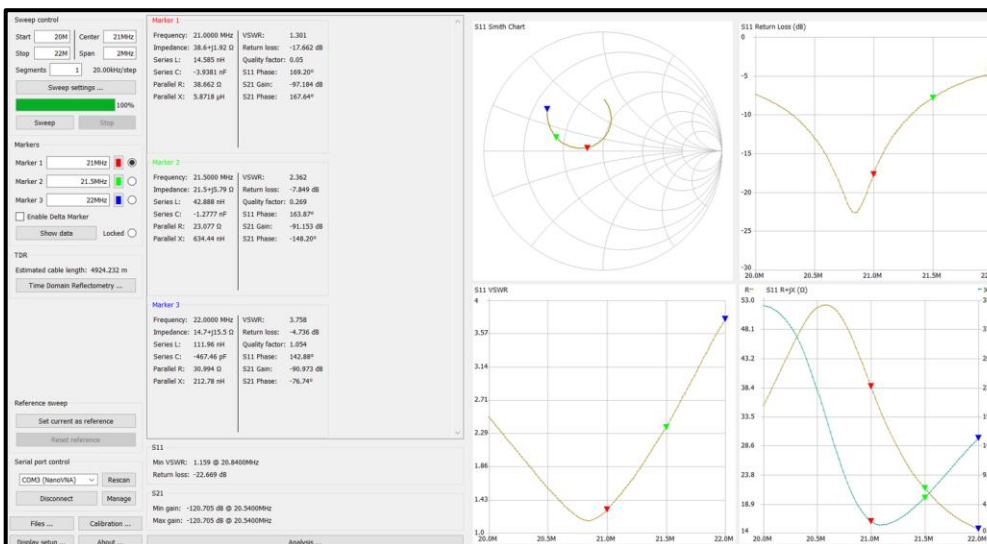 Sweep control
Start 20M Center 21MHz
Stop 22M Span 2MHz
Segments 1 20.00kHz/step
Sweep settings ...
100%
Sweep Stop
Markers
Marker 1 21MHz
Marker 2 21.5MHz
Marker 3 22MHz
Enable Delta Marker
Show data Locked
TDR
Estimated cable length: 4924.232 m
Time Domain Reflectometry ...
Reference sweep
Set current as reference
Reset reference
Serial port control
COM3 (NanoVNA) Rescan
Disconnect Manage
Files ... Calibration ...
Display setup ... About ...
Marker 1
Frequency: 21.0000 MHz VSWR: 1.301
Impedance: 38.6+j1.92 Ω Return loss: -17.662 dB
Series L: 14.585 nH Quality factor: 0.05
Series C: -3.9381 nF S11 Phase: 169.20°
Parallel R: 38.662 Ω S21 Gain: -97.184 dB
Parallel X: 5.8718 µH S21 Phase: 167.64°
Marker 2
Frequency: 21.5000 MHz VSWR: 2.362
Impedance: 21.5+j5.79 Ω Return loss: -7.849 dB
Series L: 42.888 nH Quality factor: 0.269
Series C: -1.2777 nF S11 Phase: 163.87°
Parallel R: 23.077 Ω S21 Gain: -91.153 dB
Parallel X: 634.44 nH S21 Phase: -148.20°
Marker 3
Frequency: 22.0000 MHz VSWR: 3.758
Impedance: 14.7+j15.5 Ω Return loss: -4.736 dB
Series L: 111.96 nH Quality factor: 1.054
Series C: -467.46 pF S11 Phase: 142.88°
Parallel R: 30.994 Ω S21 Gain: -90.973 dB
Parallel X: 212.78 nH S21 Phase: -76.74°
S11
Min VSWR: 1.159 @ 20.8400MHz
Return loss: -22.669 dB
S21
Min gain: -120.705 dB @ 20.5400MHz
Max gain: -120.705 dB @ 20.5400MHz
Analysis ...
S11 Smith Chart
S11 Return Loss (dB)
0
-5
-10
-15
-20
-25
-30
20.0M 20.5M 21.0M 21.5M 22.
S11 VSWR
4
3.57
3.14
2.71
2.29
1.86
1.43
1.0
20.0M 20.5M 21.0M 21.5M 22.0M
R S11 R+jX (Ω)
53.0
48.1
43.2
38.4
33.5
28.6
23.8
18.9
14
20.0M 20.5M 21.0M 21.5M 22.0